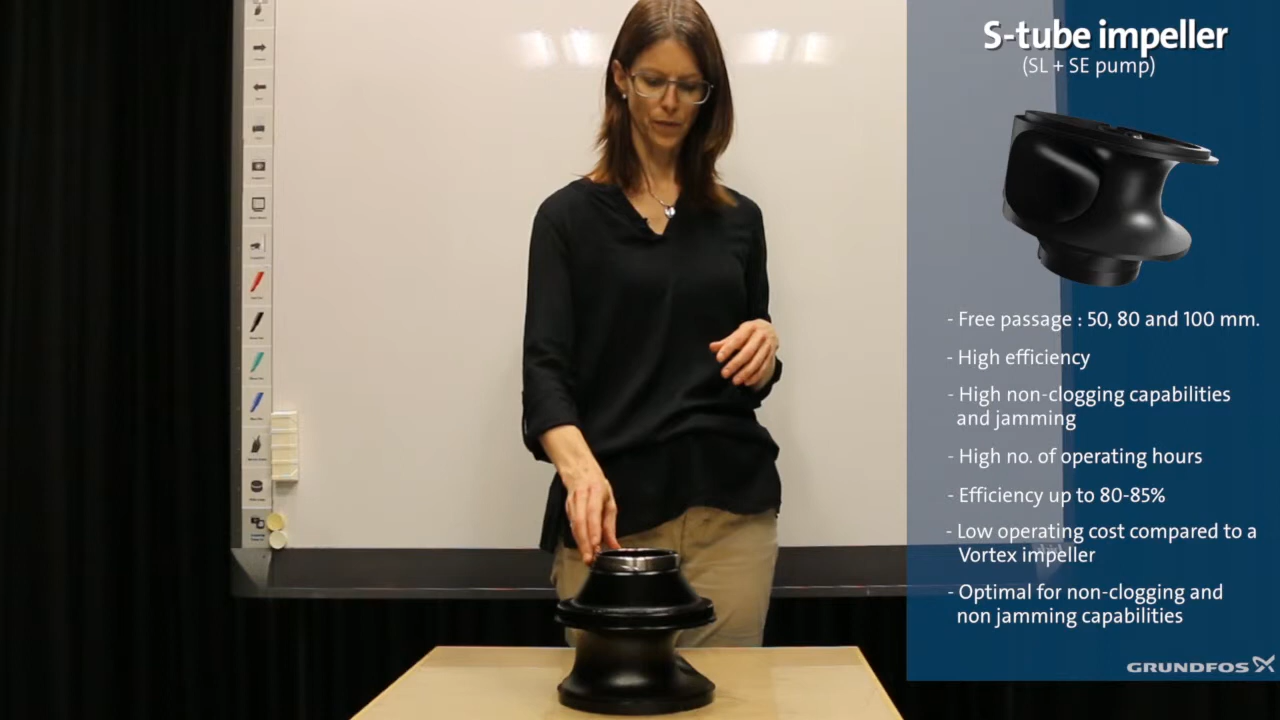 S-tube impeller
(SL + SE pump)
- Free passage : 50, 80 and 100 mm.
- High efficiency
- High non-clogging capabilities
and jamming
- High no. of operating hours
- Efficiency up to 80-85%
- Low operating cost compared to a
Vortex impeller
- Optimal for non-clogging and
non jamming capabilities
GRUNDFOS